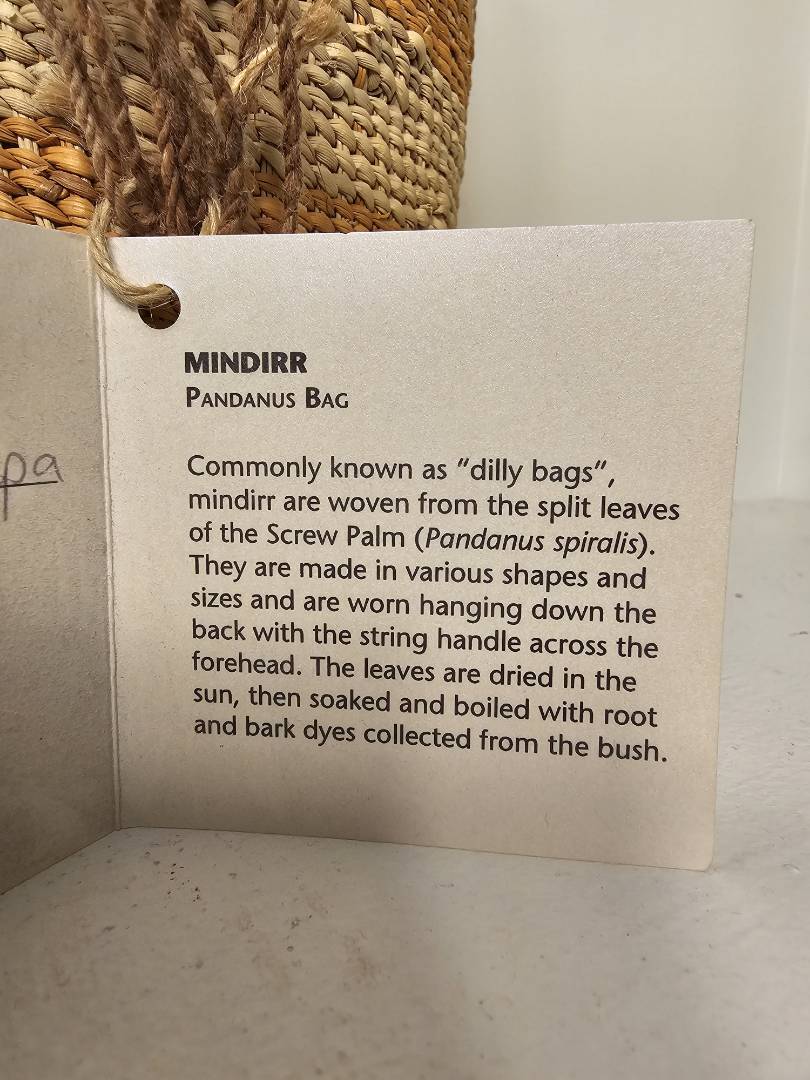 MINDIRR
PANDANUS BAG
Commonly known as "dilly bags",
mindirr are woven from the split leaves
of the Screw Palm (Pandanus spiralis).
They are made in various shapes and
sizes and are worn hanging down the
back with the string handle across the
forehead. The leaves are dried in the
sun, then soaked and boiled with root
and bark dyes collected from the bush.